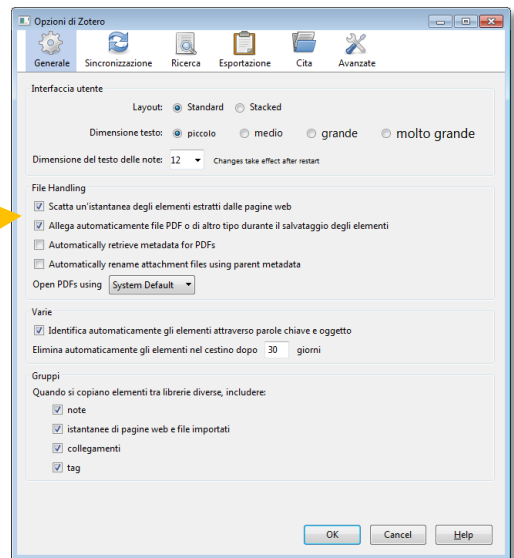 Opzioni di Zotero
Generale Sincronizzazione Ricerca Esportazione Cita Avanzate
Interfaccia utente
Layout: Standard Stacked
Dimensione testo: piccolo medio grande molto grande
Dimensione del testo delle note: 12 Changes take effect after restart
File Handling
Scatta un'istantanea degli elementi estratti dalle pagine web
Allega automaticamente file PDF o di altro tipo durante il salvataggio degli elementi
Automatically retrieve metadata for PDFs
Automatically rename attachment files using parent metadata
Open PDFs using System Default
Varie
Identifica automaticamente gli elementi attraverso parole chiave e oggetto
Elimina automaticamente gli elementi nel cestino dopo 30 giorni
Gruppi
Quando si copiano elementi tra librerie diverse, includere:
note
istantanee di pagine web e file importati
collegamenti
tag
OK Cancel Help